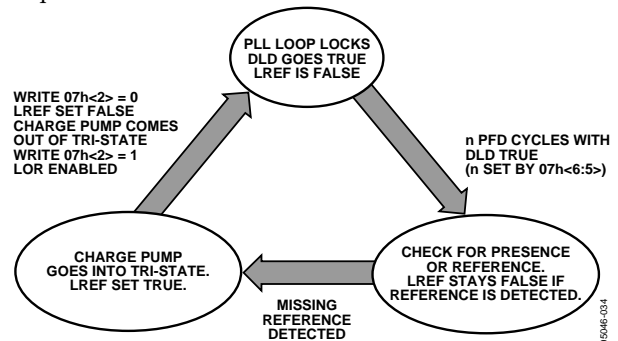 PLL LOOP LOCKS
DLD GOES TRUE
LREF IS FALSE
WRITE 07h<2> = 0
LREF SET FALSE
CHARGE PUMP COMES
OUT OF TRI-STATE
WRITE 07h<2> = 1
LOR ENABLED
n PFD CYCLES WITH
DLD TRUE
(n SET BY 07h<6:5>)
CHARGE PUMP
GOES INTO TRI-STATE.
LREF SET TRUE.
CHECK FOR PRESENCE
OR REFERENCE.
LREF STAYS FALSE IF
REFERENCE IS DETECTED.
MISSING
REFERENCE
DETECTED